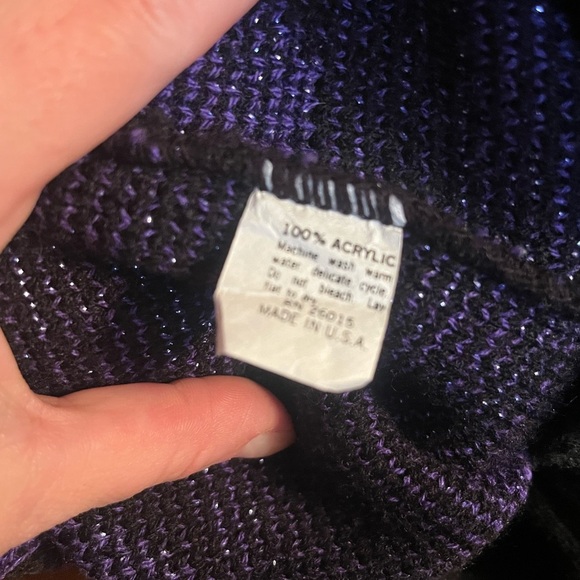 100% ACRYLIC
Machine wash warm
water, delicate cycle.
Do not bleach. Lay
flat to dry.
RN 26015
MADE IN U.S.A.